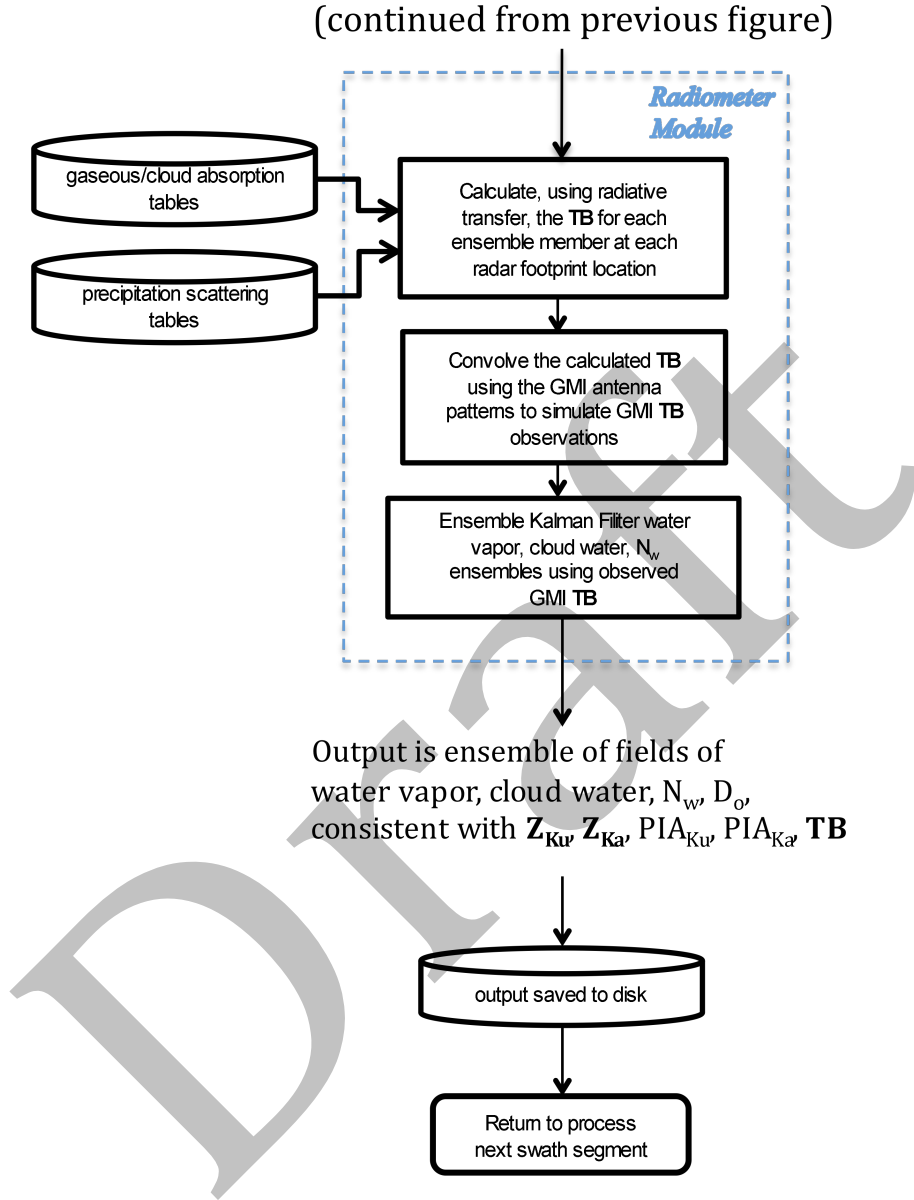 (continued from previous figure)
Radiometer
Module
gaseous/cloud absorption
tables
precipitation scattering
tables
Calculate, using radiative
transfer, the TB for each
ensemble member at each
radar footprint location
Convolve the calculated TB
using the GMI antenna
patterns to simulate GMI TB
observations
Ensemble Kalman Filiter water
vapor, cloud water, Nw
ensembles using observed
GMI TB
Output is ensemble of fields of
water vapor, cloud water, Nw, Do,
consistent with ZKu, ZKa, PIAKu, PIAKa, TB
output saved to disk
Return to process
next swath segment
Draft